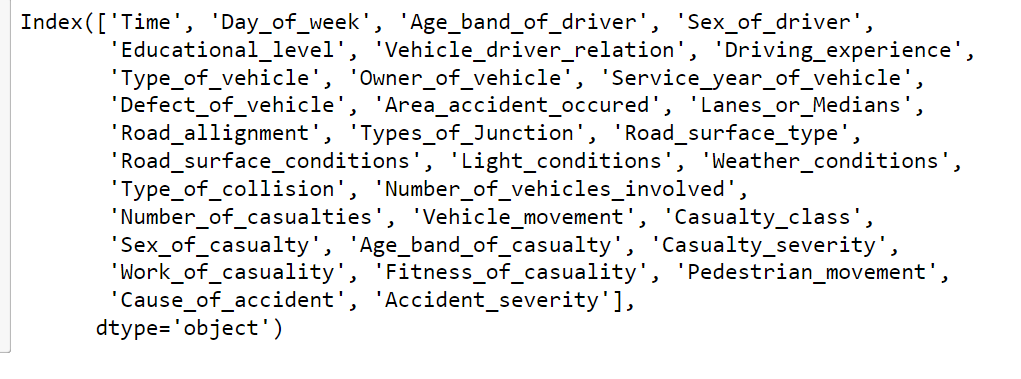 Index(['Time', 'Day_of_week', 'Age_band_of_driver', 'Sex_of_driver',
'Educational_level', 'Vehicle_driver_relation', 'Driving_experience',
'Type_of_vehicle', 'Owner_of_vehicle', 'Service_year_of_vehicle',
'Defect_of_vehicle', 'Area_accident_occured', 'Lanes_or_Medians',
'Road_allignment', 'Types_of_Junction', 'Road_surface_type',
'Road_surface_conditions', 'Light_conditions', 'Weather_conditions',
'Type_of_collision', 'Number_of_vehicles_involved',
'Number_of_casualties', 'Vehicle_movement', 'Casualty_class',
'Sex_of_casualty', 'Age_band_of_casualty', 'Casualty_severity',
'Work_of_casuality', 'Fitness_of_casuality', 'Pedestrian_movement',
'Cause_of_accident', 'Accident_severity'],
dtype='object')